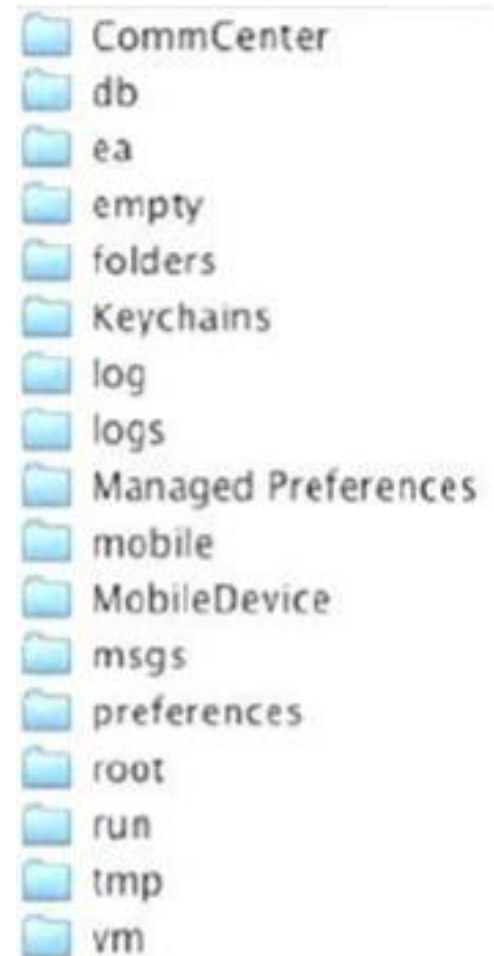 CommCenter
db
ea
empty
folders
Keychains
log
logs
Managed Preferences
mobile
MobileDevice
msgs
preferences
root
run
tmp
vm